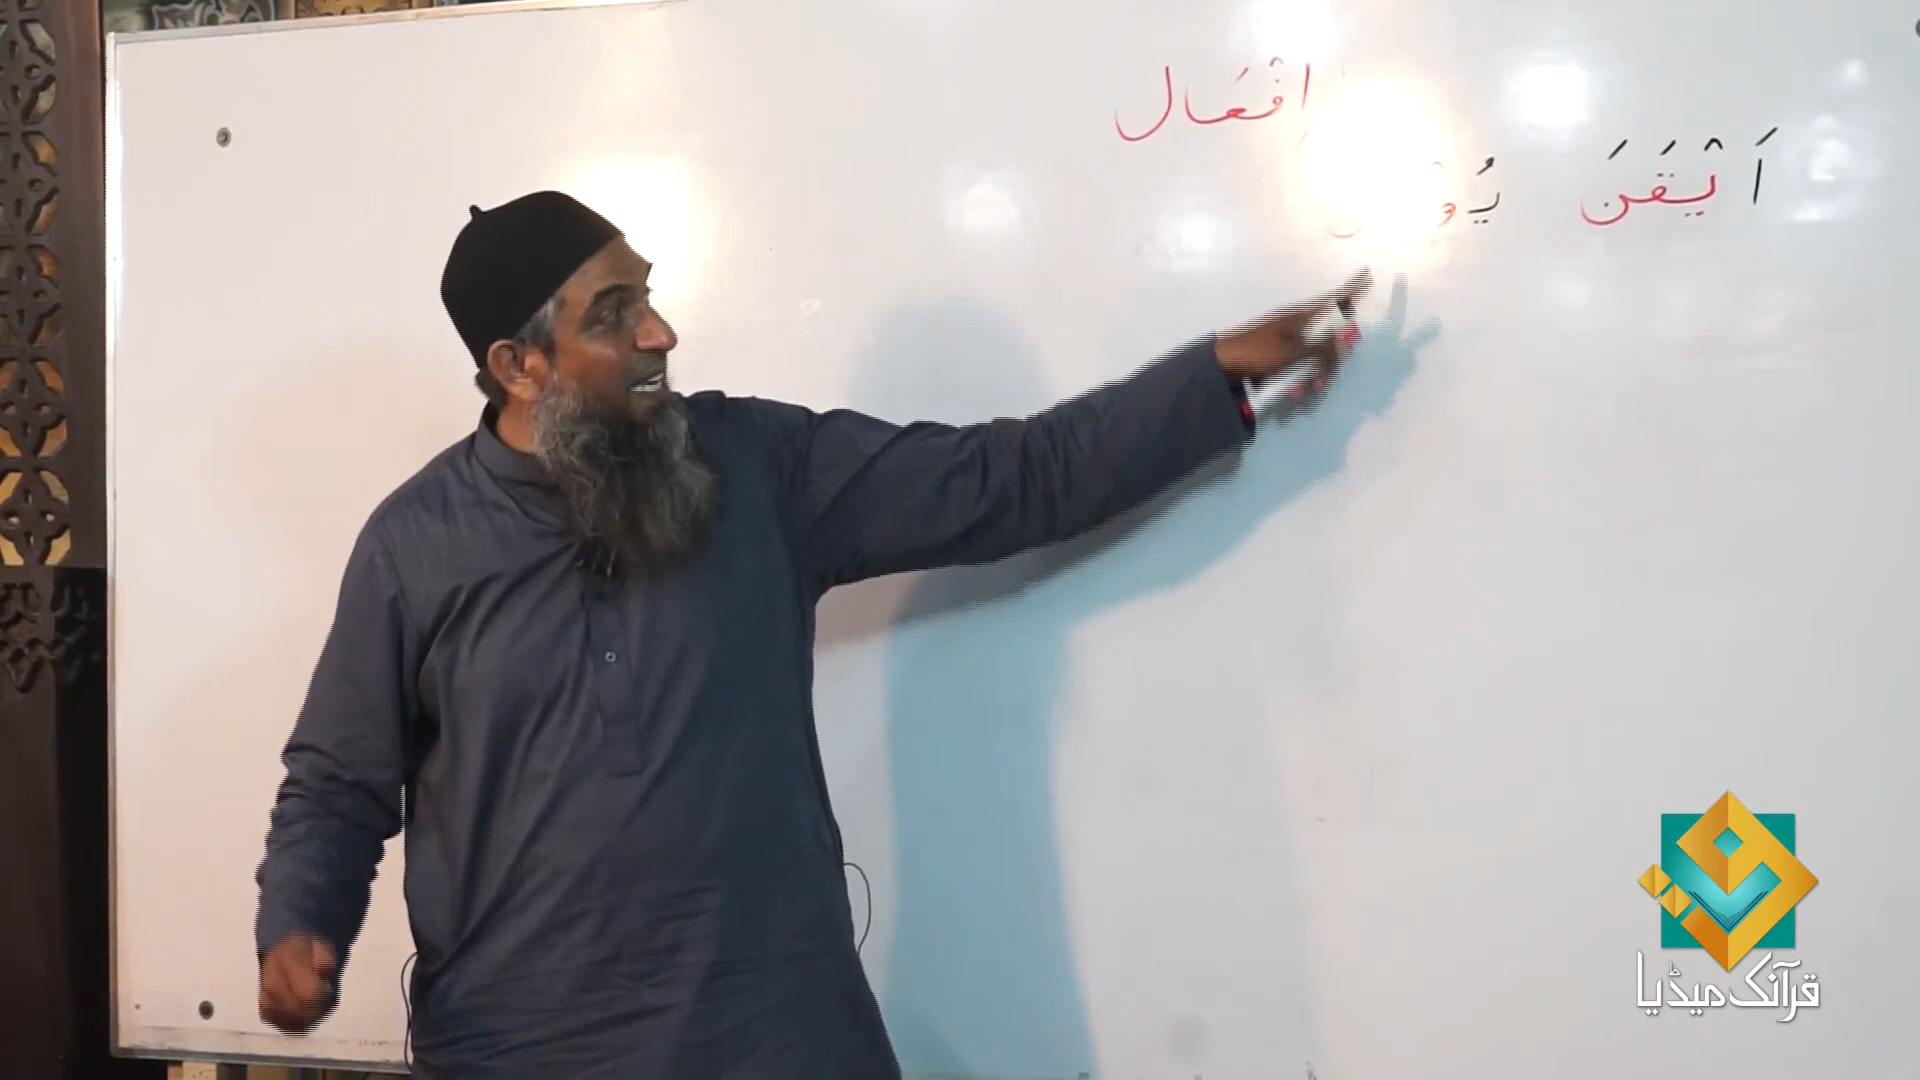 اِفْعَال
اَيْقَنَ
قرآنک میڈیا